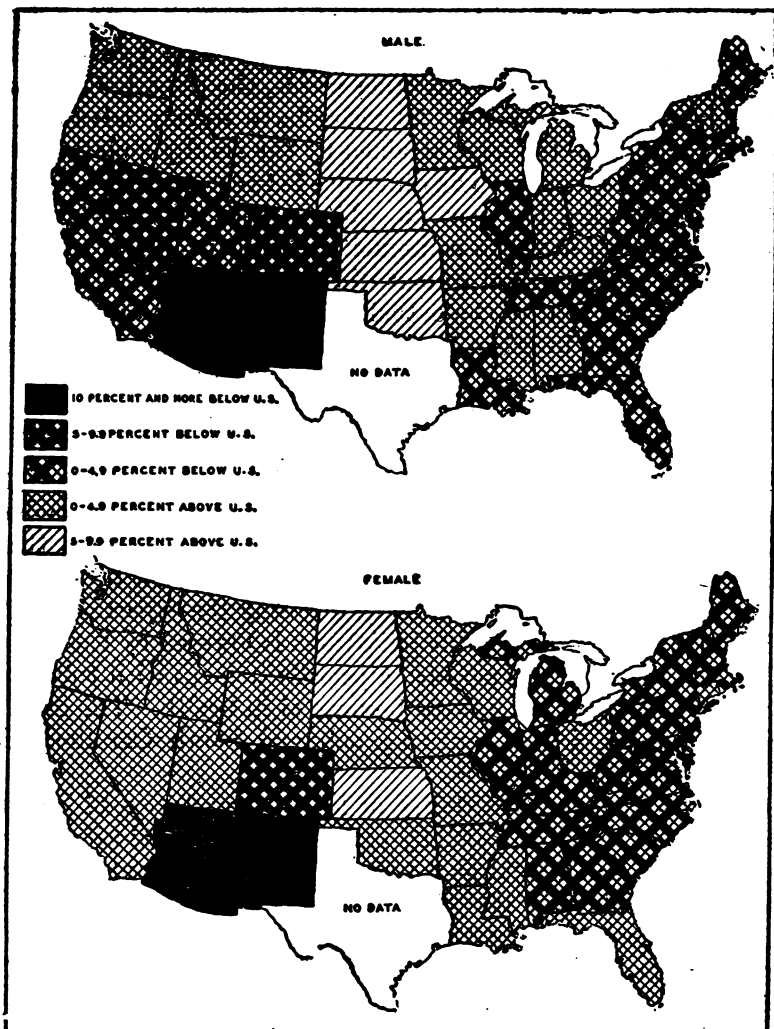 MALE.
NO DATA
10 PERCENT AND MORE BELOW U.S.
5-9.9 PERCENT BELOW U.S.
0-4.9 PERCENT BELOW U.S.
0-4.9 PERCENT ABOVE U.S.
5-9.9 PERCENT ABOVE U.S.
FEMALE
NO DATA